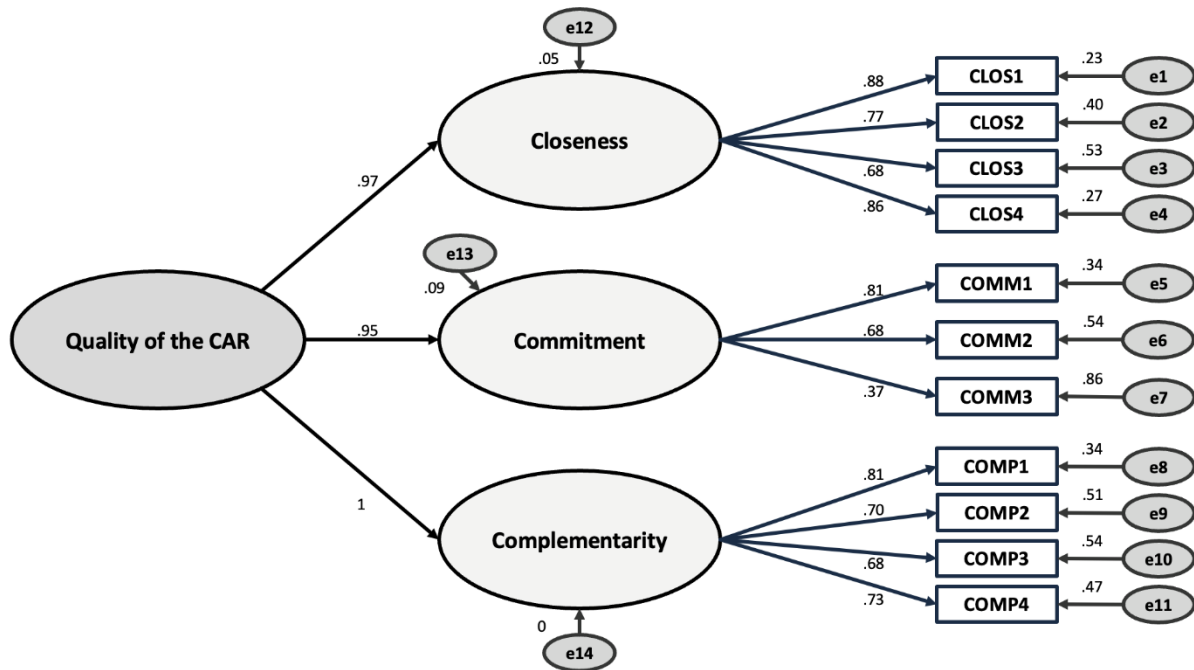 e12
.05
Closeness
.88
CLOS1
.23
e1
.77
CLOS2
.40
e2
.68
CLOS3
.53
e3
.86
CLOS4
.27
e4
.97
Quality of the CAR
.95
e13
.09
Commitment
.81
COMM1
.34
e5
.68
COMM2
.54
e6
.37
COMM3
.86
e7
1
Complementarity
.81
COMP1
.34
e8
.70
COMP2
.51
e9
.68
COMP3
.54
e10
.73
COMP4
.47
e11
0
e14